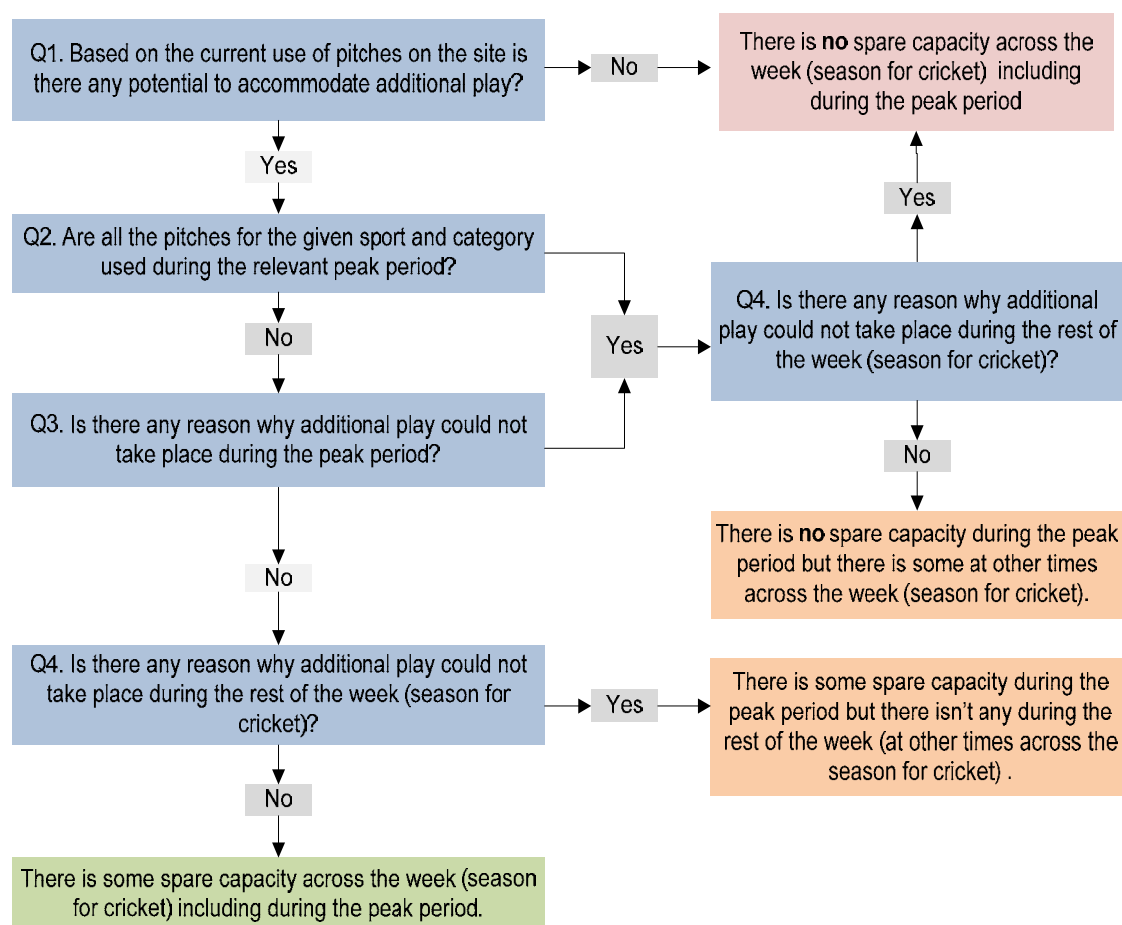 Q1. Based on the current use of pitches on the site is
there any potential to accommodate additional play?
No
There is no spare capacity across the
week (season for cricket) including
during the peak period
Yes
Yes
Q2. Are all the pitches for the given sport and category
used during the relevant peak period?
No
Yes
Q4. Is there any reason why additional
play could not take place during the rest of
the week (season for cricket)?
Q3. Is there any reason why additional play could not
take place during the peak period?
No
There is no spare capacity during the peak
period but there is some at other times
across the week (season for cricket).
No
Q4. Is there any reason why additional play could not
take place during the rest of the week (season for
cricket)?
Yes
There is some spare capacity during the
peak period but there isn't any during the
rest of the week (at other times across the
season for cricket) .
No
There is some spare capacity across the week (season
for cricket) including during the peak period.